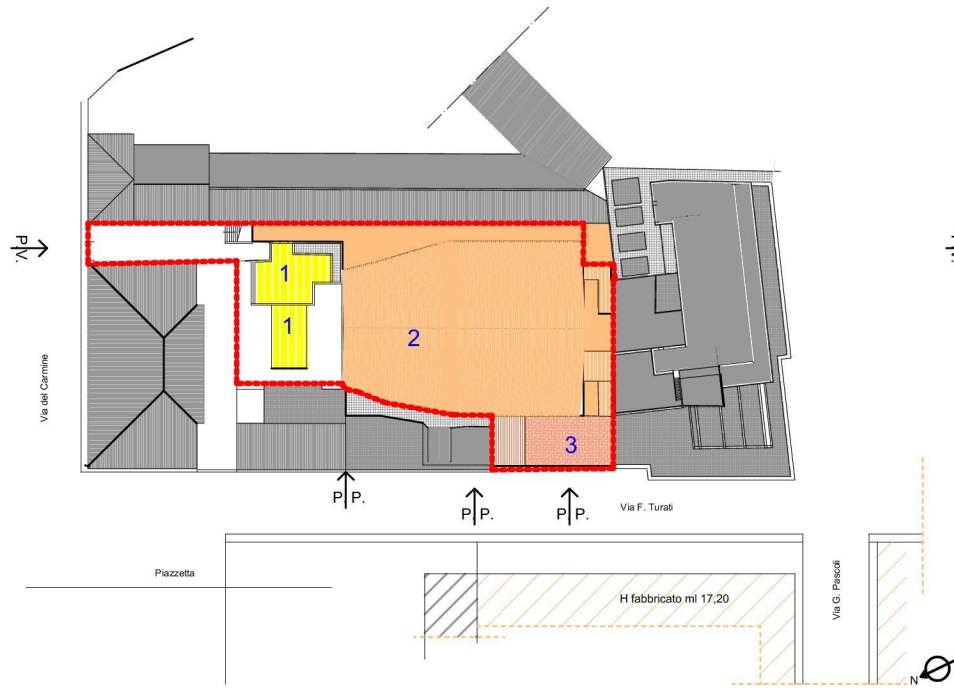 P.V.
1
1
2
3
Via del Carmine
P. P.
P. P.
P. P.
Via F. Turati
Piazzetta
H fabbricato ml 17,20
Via G. Pascoli
N